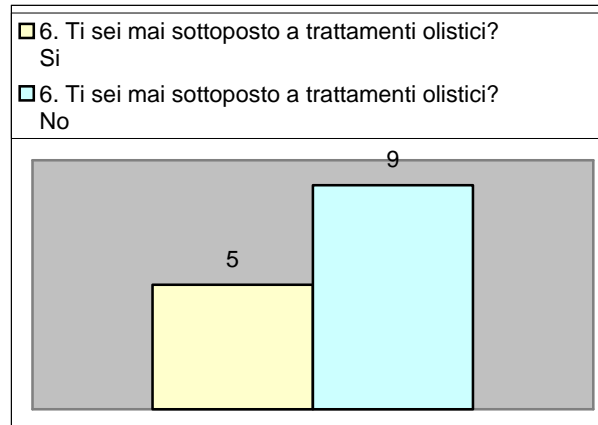 6. Ti sei mai sottoposto a trattamenti olistici?
Si
6. Ti sei mai sottoposto a trattamenti olistici?
No
9
5